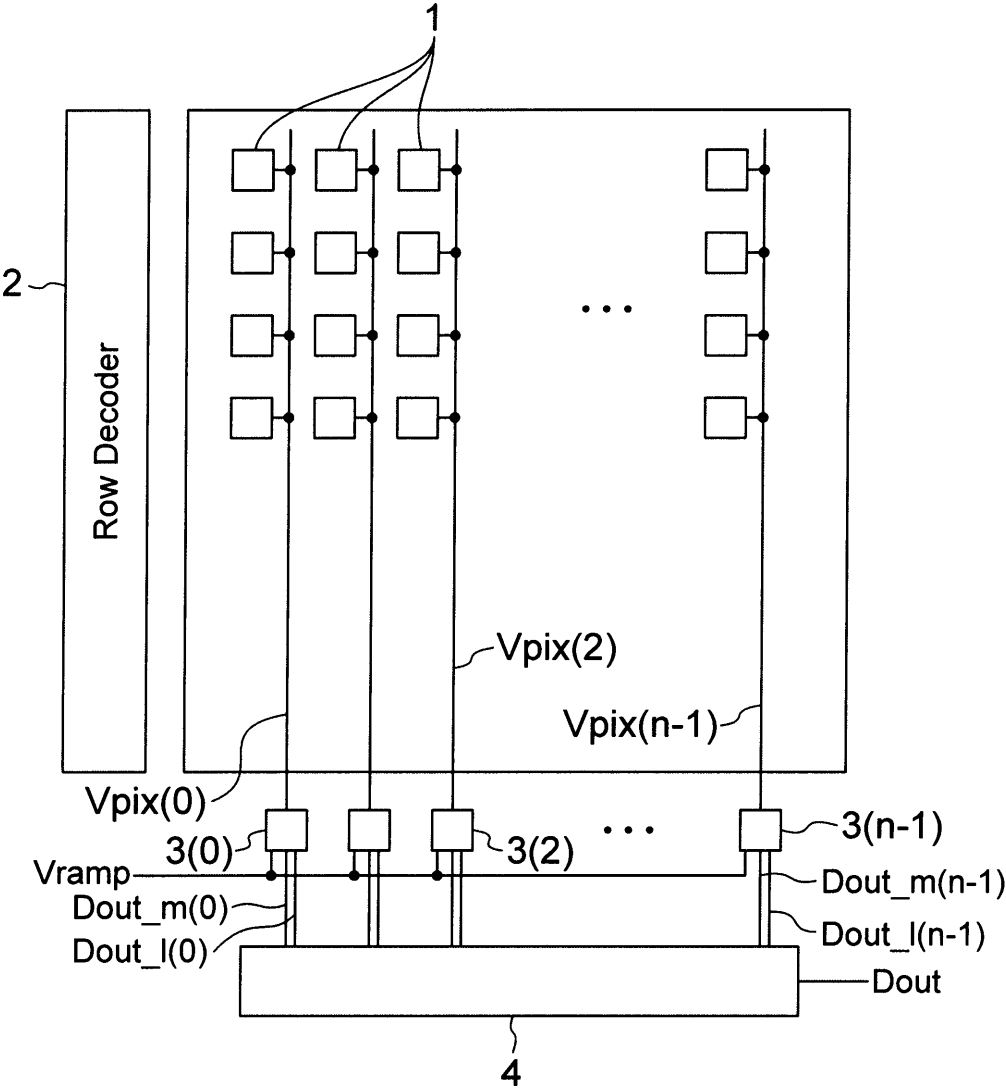 1
2
Row Decoder
...
Vpix(2)
Vpix(n-1)
Vpix(0)
3(0)
3(2)
...
3(n-1)
Vramp
Dout_m(0)
Dout_m(n-1)
Dout_l(0)
Dout_l(n-1)
Dout
4